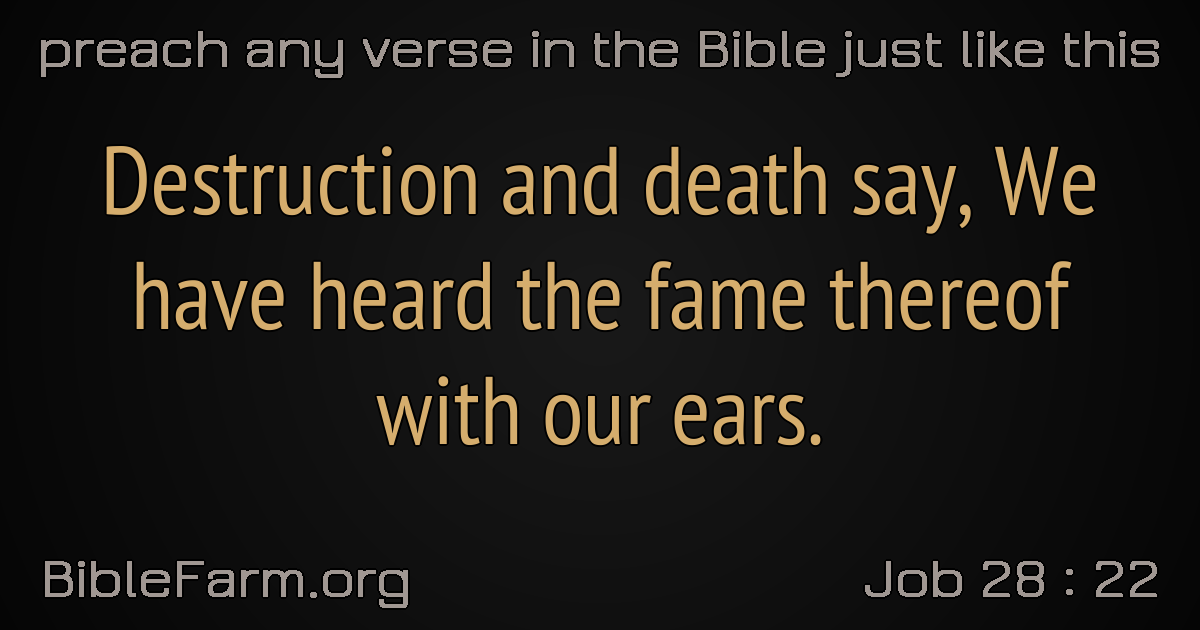 preach any verse in the Bible just like this
Destruction and death say, We
have heard the fame thereof
with our ears.
BibleFarm.org
Job 28 : 22